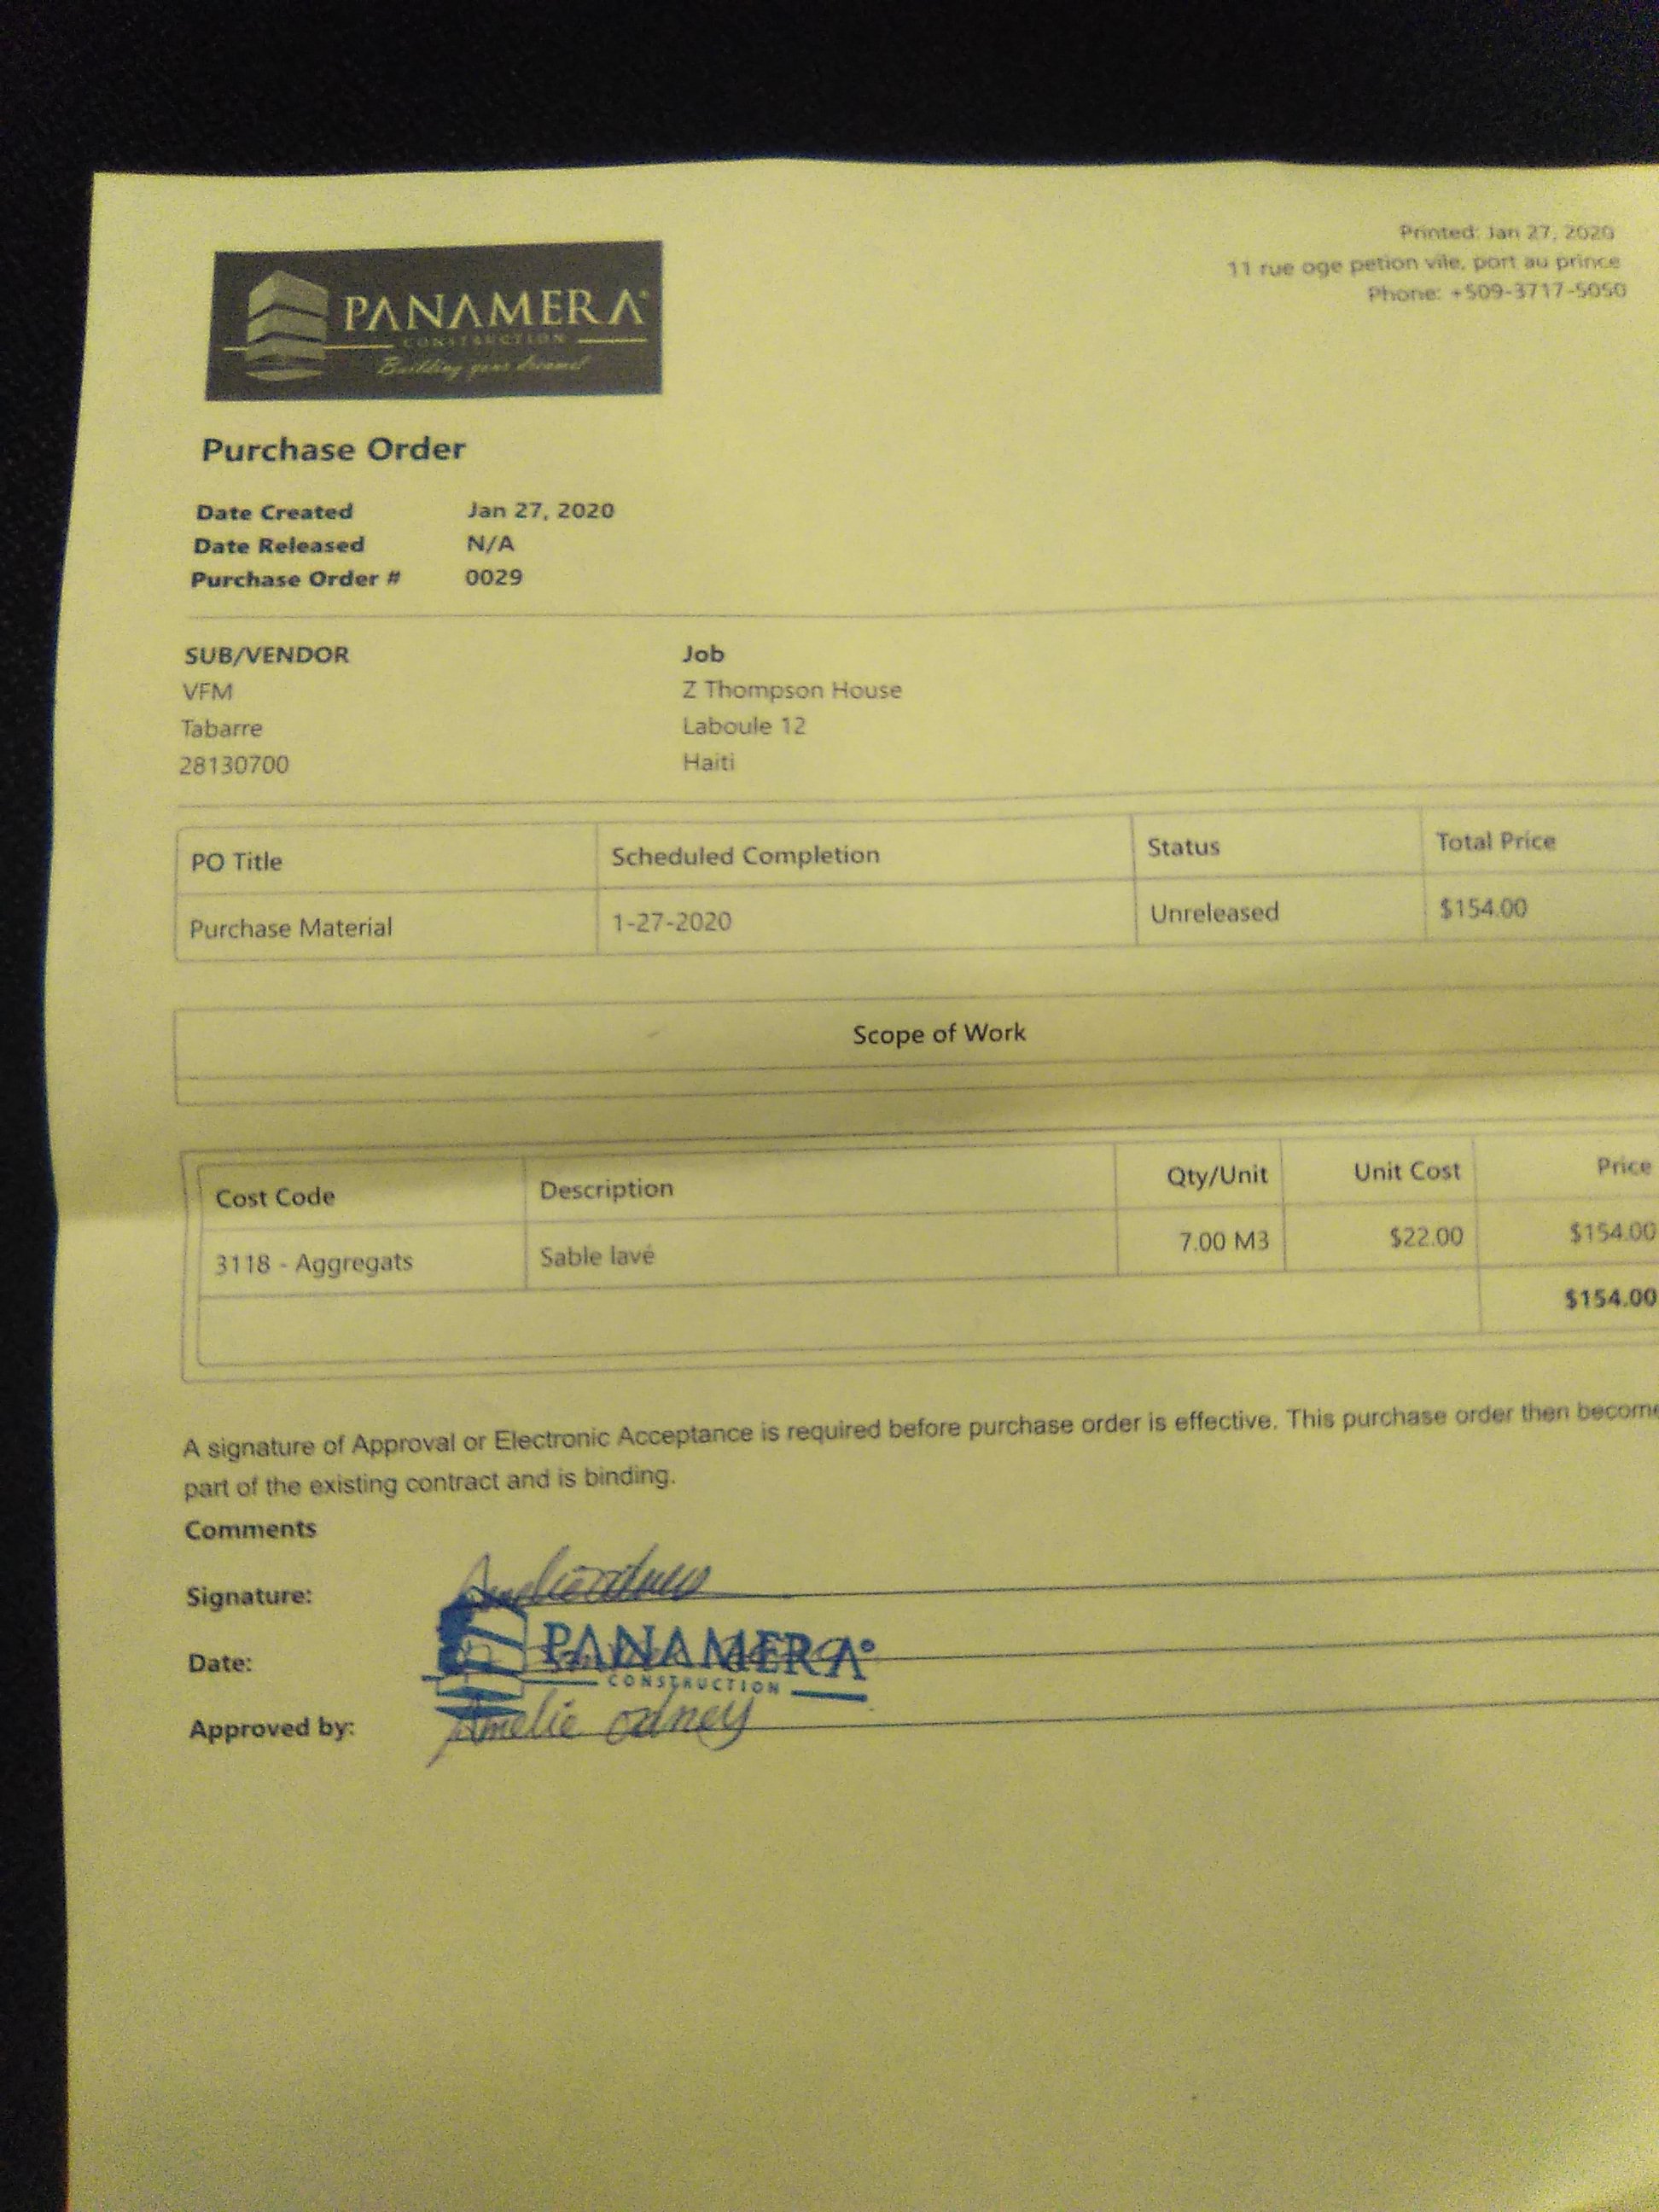 Printed: Jan 27, 2020
11 rue oge petion vile, port au prince
Phone: +509-3717-5050
PANAMERA
CONSTRUCTION
Building your dreams!
Purchase Order
Date Created Jan 27, 2020
Date Released N/A
Purchase Order # 0029
SUB/VENDOR Job
VFM Z Thompson House
Tabarre Laboule 12
28130700 Haiti
PO Title Scheduled Completion Status Total Price
Purchase Material 1-27-2020 Unreleased $154.00
Scope of Work
Cost Code Description Qty/Unit Unit Cost Price
3118 - Aggregats Sable lavé 7.00 M3 $22.00 $154.00
$154.00
A signature of Approval or Electronic Acceptance is required before purchase order is effective. This purchase order then become
part of the existing contract and is binding.
Comments
Signature:
PANAMERA
CONSTRUCTION
Date:
Approved by: Amelie odney